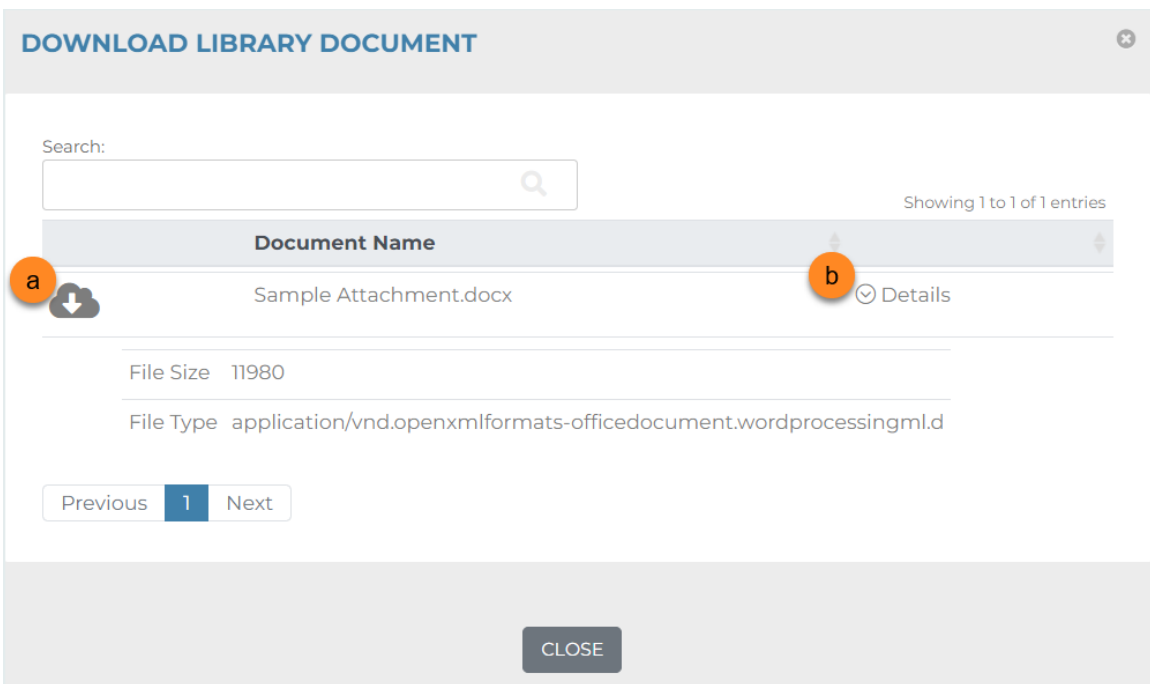 DOWNLOAD LIBRARY DOCUMENT
Search:
Showing 1 to 1 of 1 entries
Document Name
a
b
Sample Attachment.docx
Details
File Size 11980
File Type application/vnd.openxmlformats-officedocument.wordprocessingml.d
Previous 1 Next
CLOSE